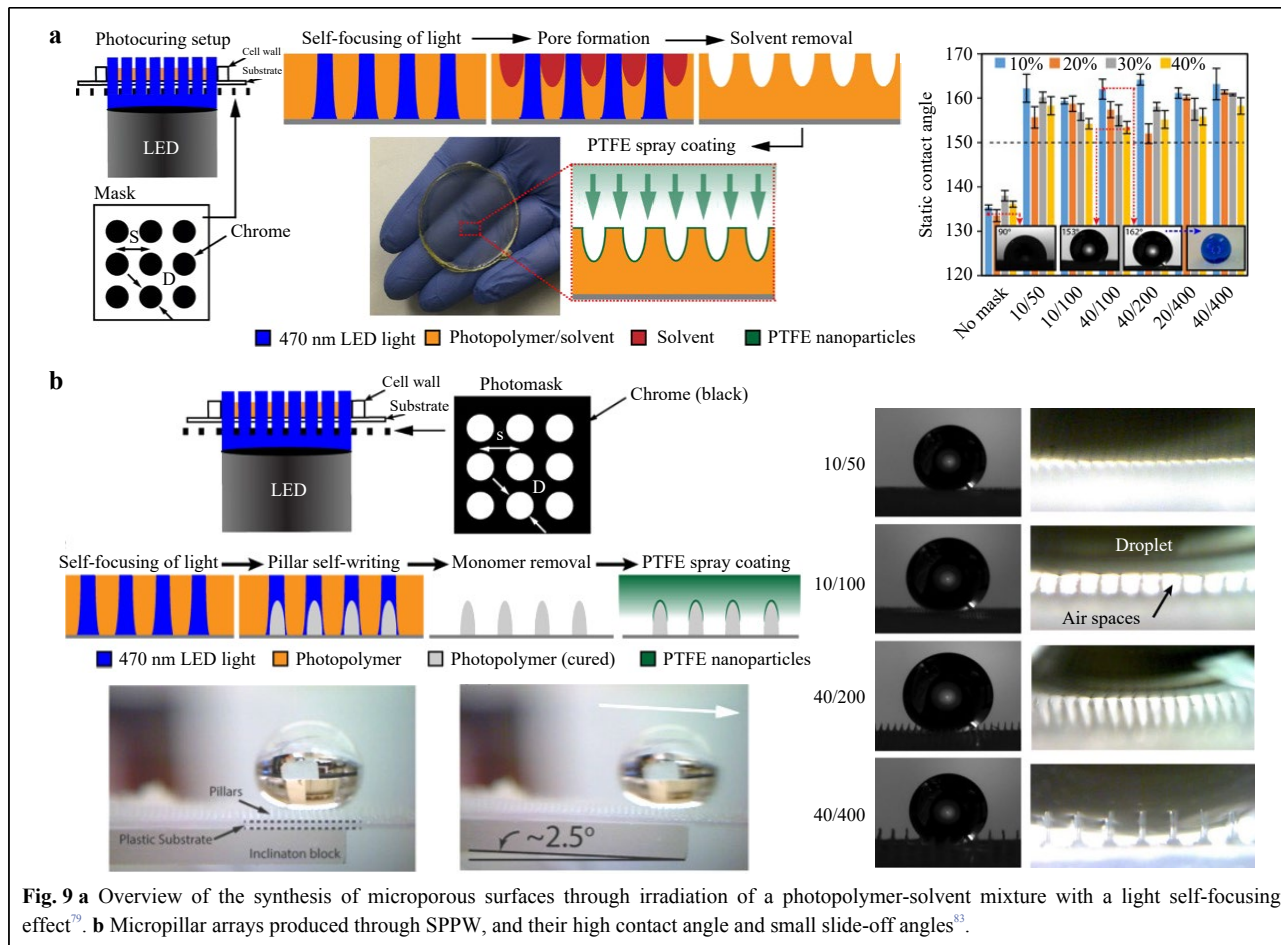 a
Photocuring setup
Cell wall
Substrate
LED
Mask
S
D
Chrome
Self-focusing of light
Pore formation
Solvent removal
PTFE spray coating
470 nm LED light
Photopolymer/solvent
Solvent
PTFE nanoparticles
Static contact angle
170
160
150
140
130
120
10%
20%
30%
40%
90°
153°
162°
No mask
10/50
10/100
40/100
40/200
20/400
40/400
b
Cell wall
Substrate
LED
Photomask
s
D
Chrome (black)
Self-focusing of light
Pillar self-writing
Monomer removal
PTFE spray coating
470 nm LED light
Photopolymer
Photopolymer (cured)
PTFE nanoparticles
Pillars
Plastic Substrate
Inclinaton block
~2.5°
10/50
10/100
Droplet
Air spaces
40/200
40/400
Fig. 9 a Overview of the synthesis of microporous surfaces through irradiation of a photopolymer-solvent mixture with a light self-focusing
effect79. b Micropillar arrays produced through SPPW, and their high contact angle and small slide-off angles83.